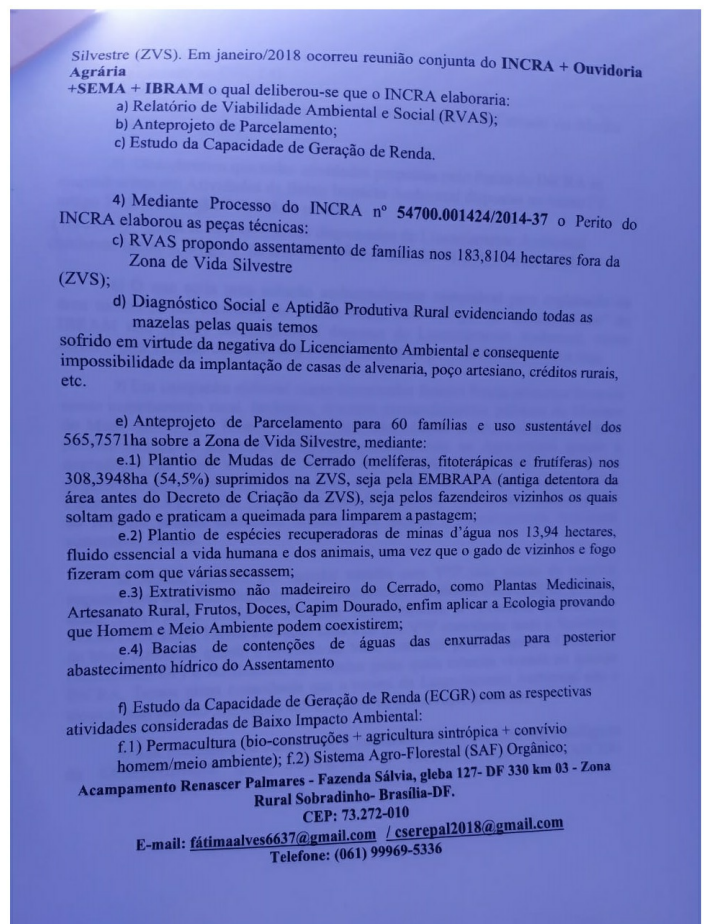 Silvestre (ZVS). Em janeiro/2018 ocorreu reunião conjunta do INCRA + Ouvidoria
Agrária
+SEMA + IBRAM o qual deliberou-se que o INCRA elaboraria:
a) Relatório de Viabilidade Ambiental e Social (RVAS);
b) Anteprojeto de Parcelamento;
c) Estudo da Capacidade de Geração de Renda.
4) Mediante Processo do INCRA nº 54700.001424/2014-37 o Perito do
INCRA elaborou as peças técnicas:
c) RVAS propondo assentamento de famílias nos 183,8104 hectares fora da
Zona de Vida Silvestre
(ZVS);
d) Diagnóstico Social e Aptidão Produtiva Rural evidenciando todas as
mazelas pelas quais temos
sofrido em virtude da negativa do Licenciamento Ambiental e consequente
impossibilidade da implantação de casas de alvenaria, poço artesiano, créditos rurais,
etc.
e) Anteprojeto de Parcelamento para 60 famílias e uso sustentável dos
565,7571ha sobre a Zona de Vida Silvestre, mediante:
e.1) Plantio de Mudas de Cerrado (melíferas, fitoterápicas e frutíferas) nos
308,3948ha (54,5%) suprimidos na ZVS, seja pela EMBRAPA (antiga detentora da
área antes do Decreto de Criação da ZVS), seja pelos fazendeiros vizinhos os quais
soltam gado e praticam a queimada para limparem a pastagem;
e.2) Plantio de espécies recuperadoras de minas d'água nos 13,94 hectares,
fluido essencial a vida humana e dos animais, uma vez que o gado de vizinhos e fogo
fizeram com que várias secassem;
e.3) Extrativismo não madeireiro do Cerrado, como Plantas Medicinais,
Artesanato Rural, Frutos, Doces, Capim Dourado, enfim aplicar a Ecologia provando
que Homem e Meio Ambiente podem coexistirem;
e.4) Bacias de contenções de águas das enxurradas para posterior
abastecimento hídrico do Assentamento
f) Estudo da Capacidade de Geração de Renda (ECGR) com as respectivas
atividades consideradas de Baixo Impacto Ambiental:
f.1) Permacultura (bio-construções + agricultura sintrópica + convívio
homem/meio ambiente); f.2) Sistema Agro-Florestal (SAF) Orgânico;
Acampamento Renascer Palmares - Fazenda Sálvia, gleba 127- DF 330 km 03 - Zona
Rural Sobradinho- Brasília-DF.
CEP: 73.272-010
E-mail: fátimaalves6637@gmail.com / cserepal2018@gmail.com
Telefone: (061) 99969-5336